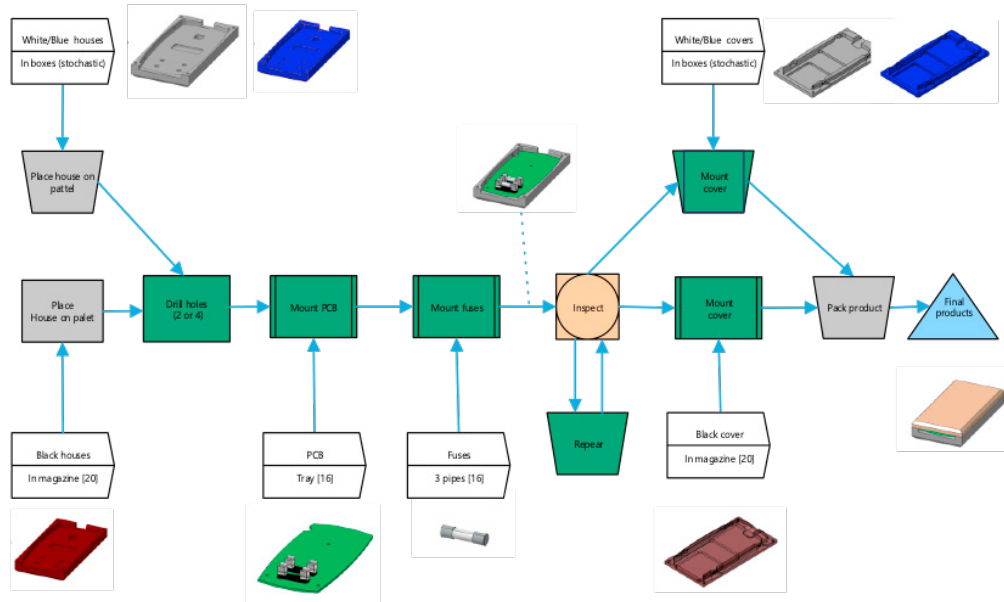 White/Blue houses
In boxes (stochastic)
White/Blue covers
In boxes (stochastic)
Place house on
pattel
Mount
cover
Place
House on palet
Drill holes
(2 or 4)
Mount PCB
Mount fuses
Inspect
Mount
cover
Pack product
Final
products
Repear
Black houses
In magazine [20]
PCB
Tray [16]
Fuses
3 pipes [16]
Black cover
In magazine [20]